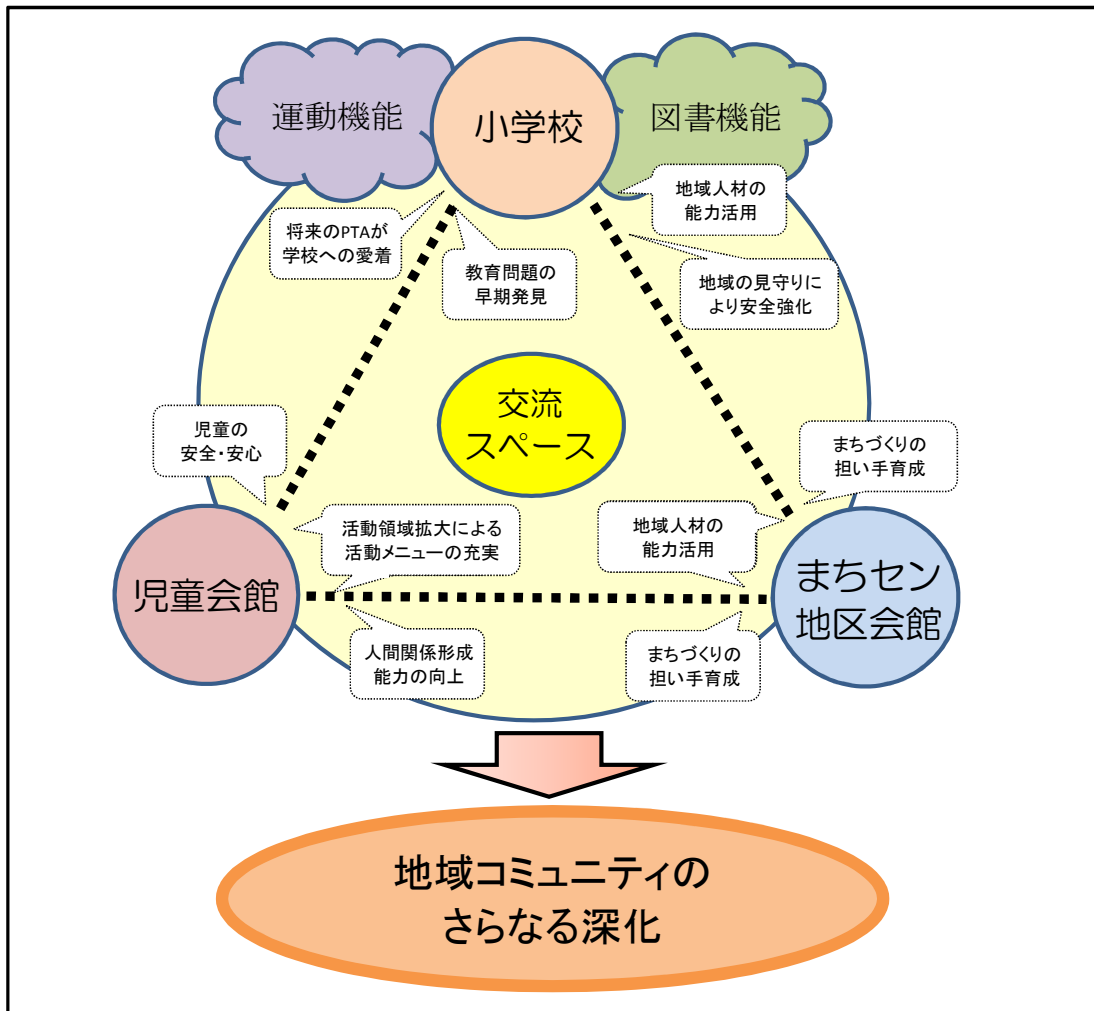 運動機能
小学校
図書機能
地域人材の
能力活用
将来のPTAが
学校への愛着
教育問題の
早期発見
地域の見守りに
より安全強化
交流
スペース
児童の
安全・安心
まちづくりの
担い手育成
活動領域拡大による
活動メニューの充実
地域人材の
能力活用
児童会館
まちセン
地区会館
人間関係形成
能力の向上
まちづくりの
担い手育成
地域コミュニティの
さらなる深化